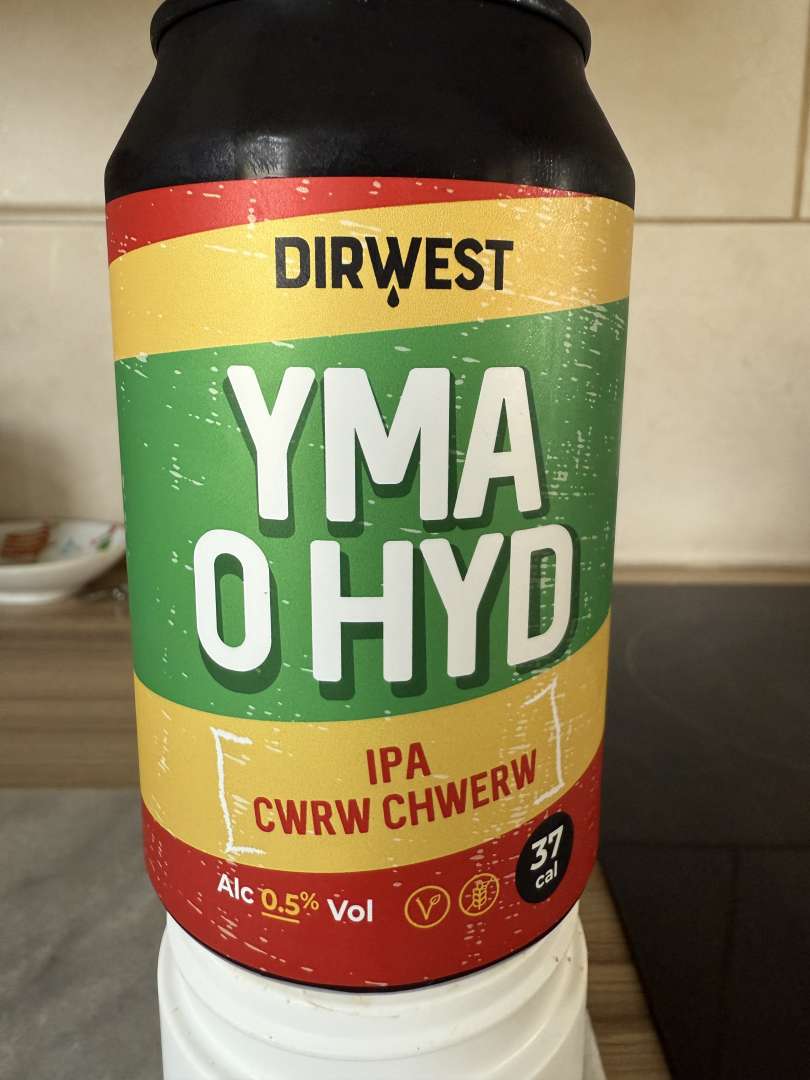 DIRWEST
YMA
O HYD
IPA
CWRW CHWERW
37
cal
Alc 0.5% Vol